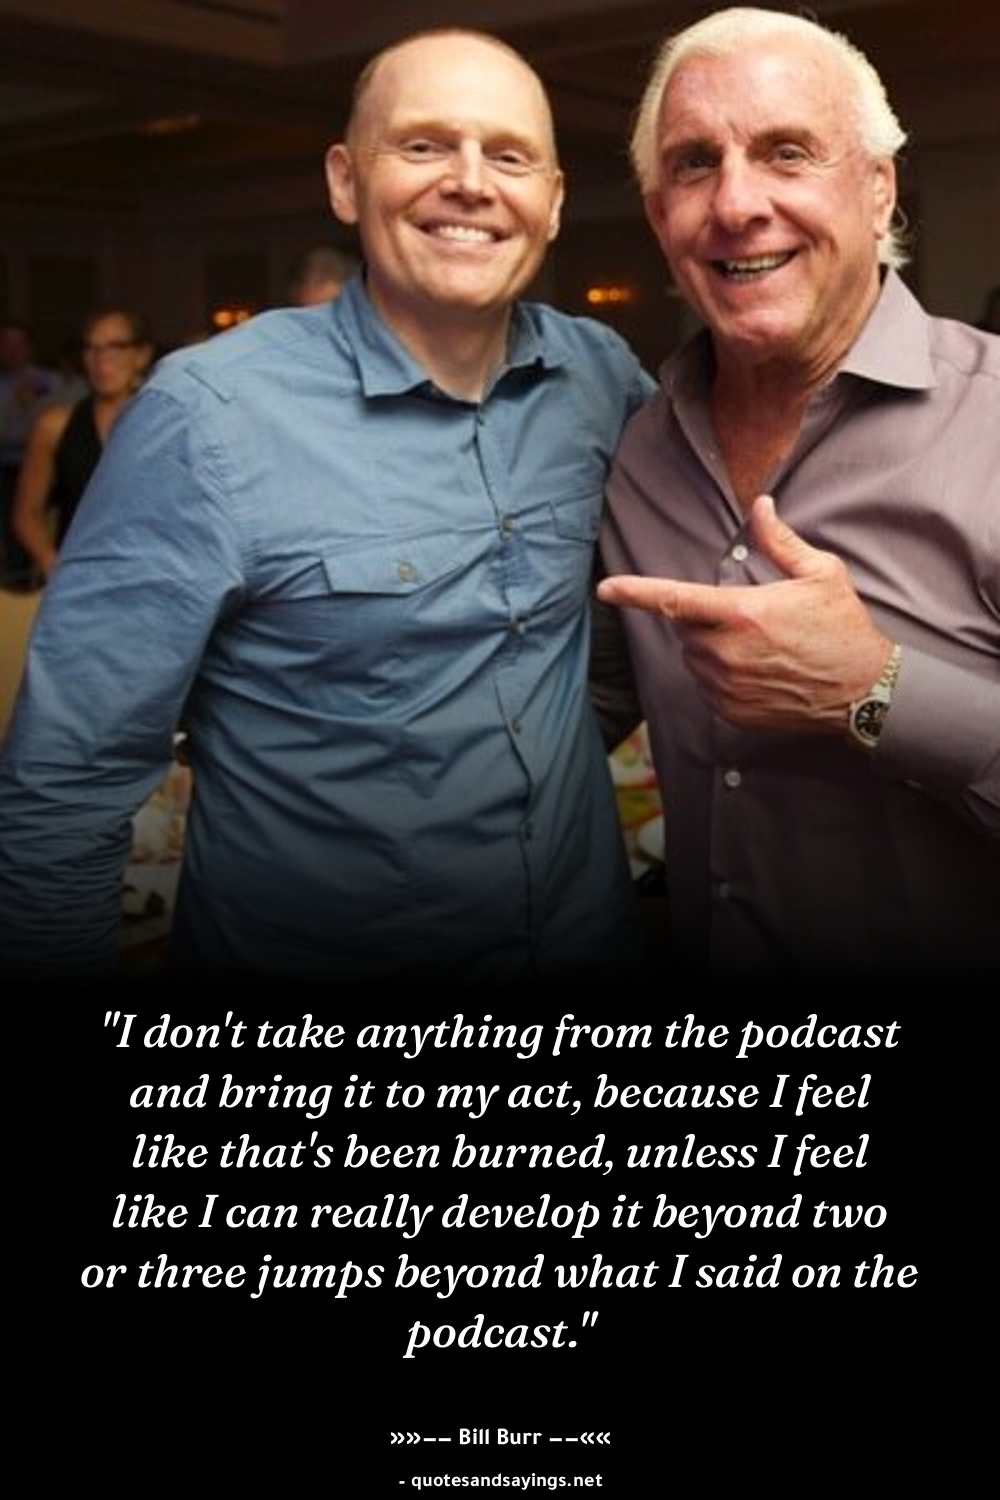 "I don't take anything from the podcast
and bring it to my act, because I feel
like that's been burned, unless I feel
like I can really develop it beyond two
or three jumps beyond what I said on the
podcast."
»»–– Bill Burr ––««
- quotesandsayings.net